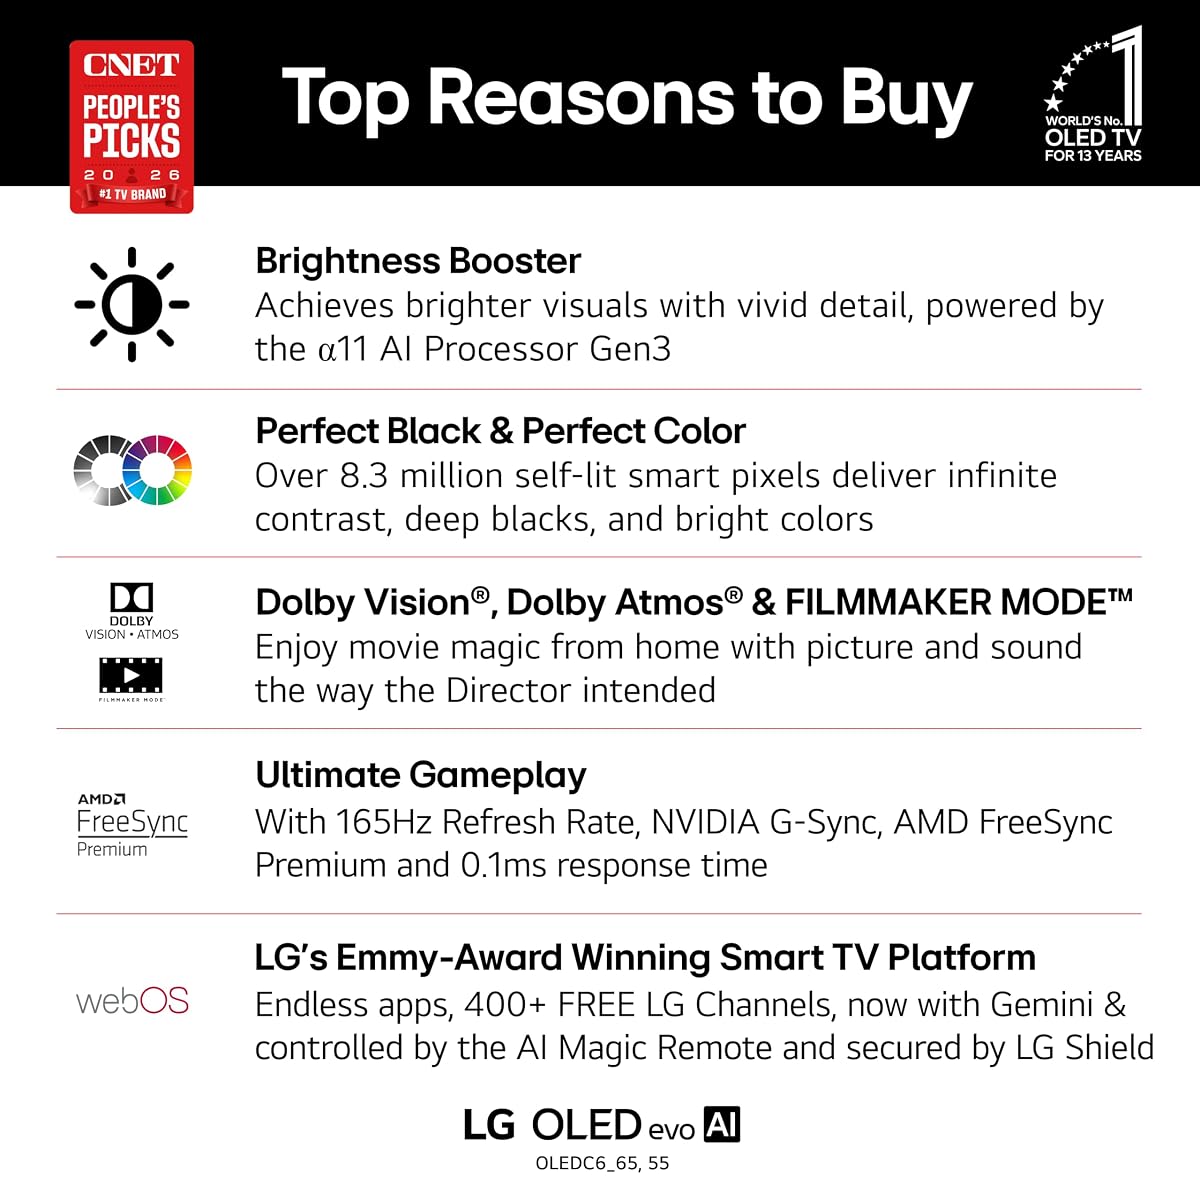 CNET
PEOPLE'S
PICKS
2026
#1 TV BRAND
Top Reasons to Buy
1
WORLD'S No.
OLED TV
FOR 13 YEARS
Brightness Booster
Achieves brighter visuals with vivid detail, powered by
the α11 AI Processor Gen3
Perfect Black & Perfect Color
Over 8.3 million self-lit smart pixels deliver infinite
contrast, deep blacks, and bright colors
DOLBY
VISION • ATMOS
FILMMAKER MODE™
Dolby Vision®, Dolby Atmos® & FILMMAKER MODE™
Enjoy movie magic from home with picture and sound
the way the Director intended
AMD
FreeSync
Premium
Ultimate Gameplay
With 165Hz Refresh Rate, NVIDIA G-Sync, AMD FreeSync
Premium and 0.1ms response time
webOS
LG's Emmy-Award Winning Smart TV Platform
Endless apps, 400+ FREE LG Channels, now with Gemini &
controlled by the AI Magic Remote and secured by LG Shield
LG OLED evo AI
OLEDC6_65, 55